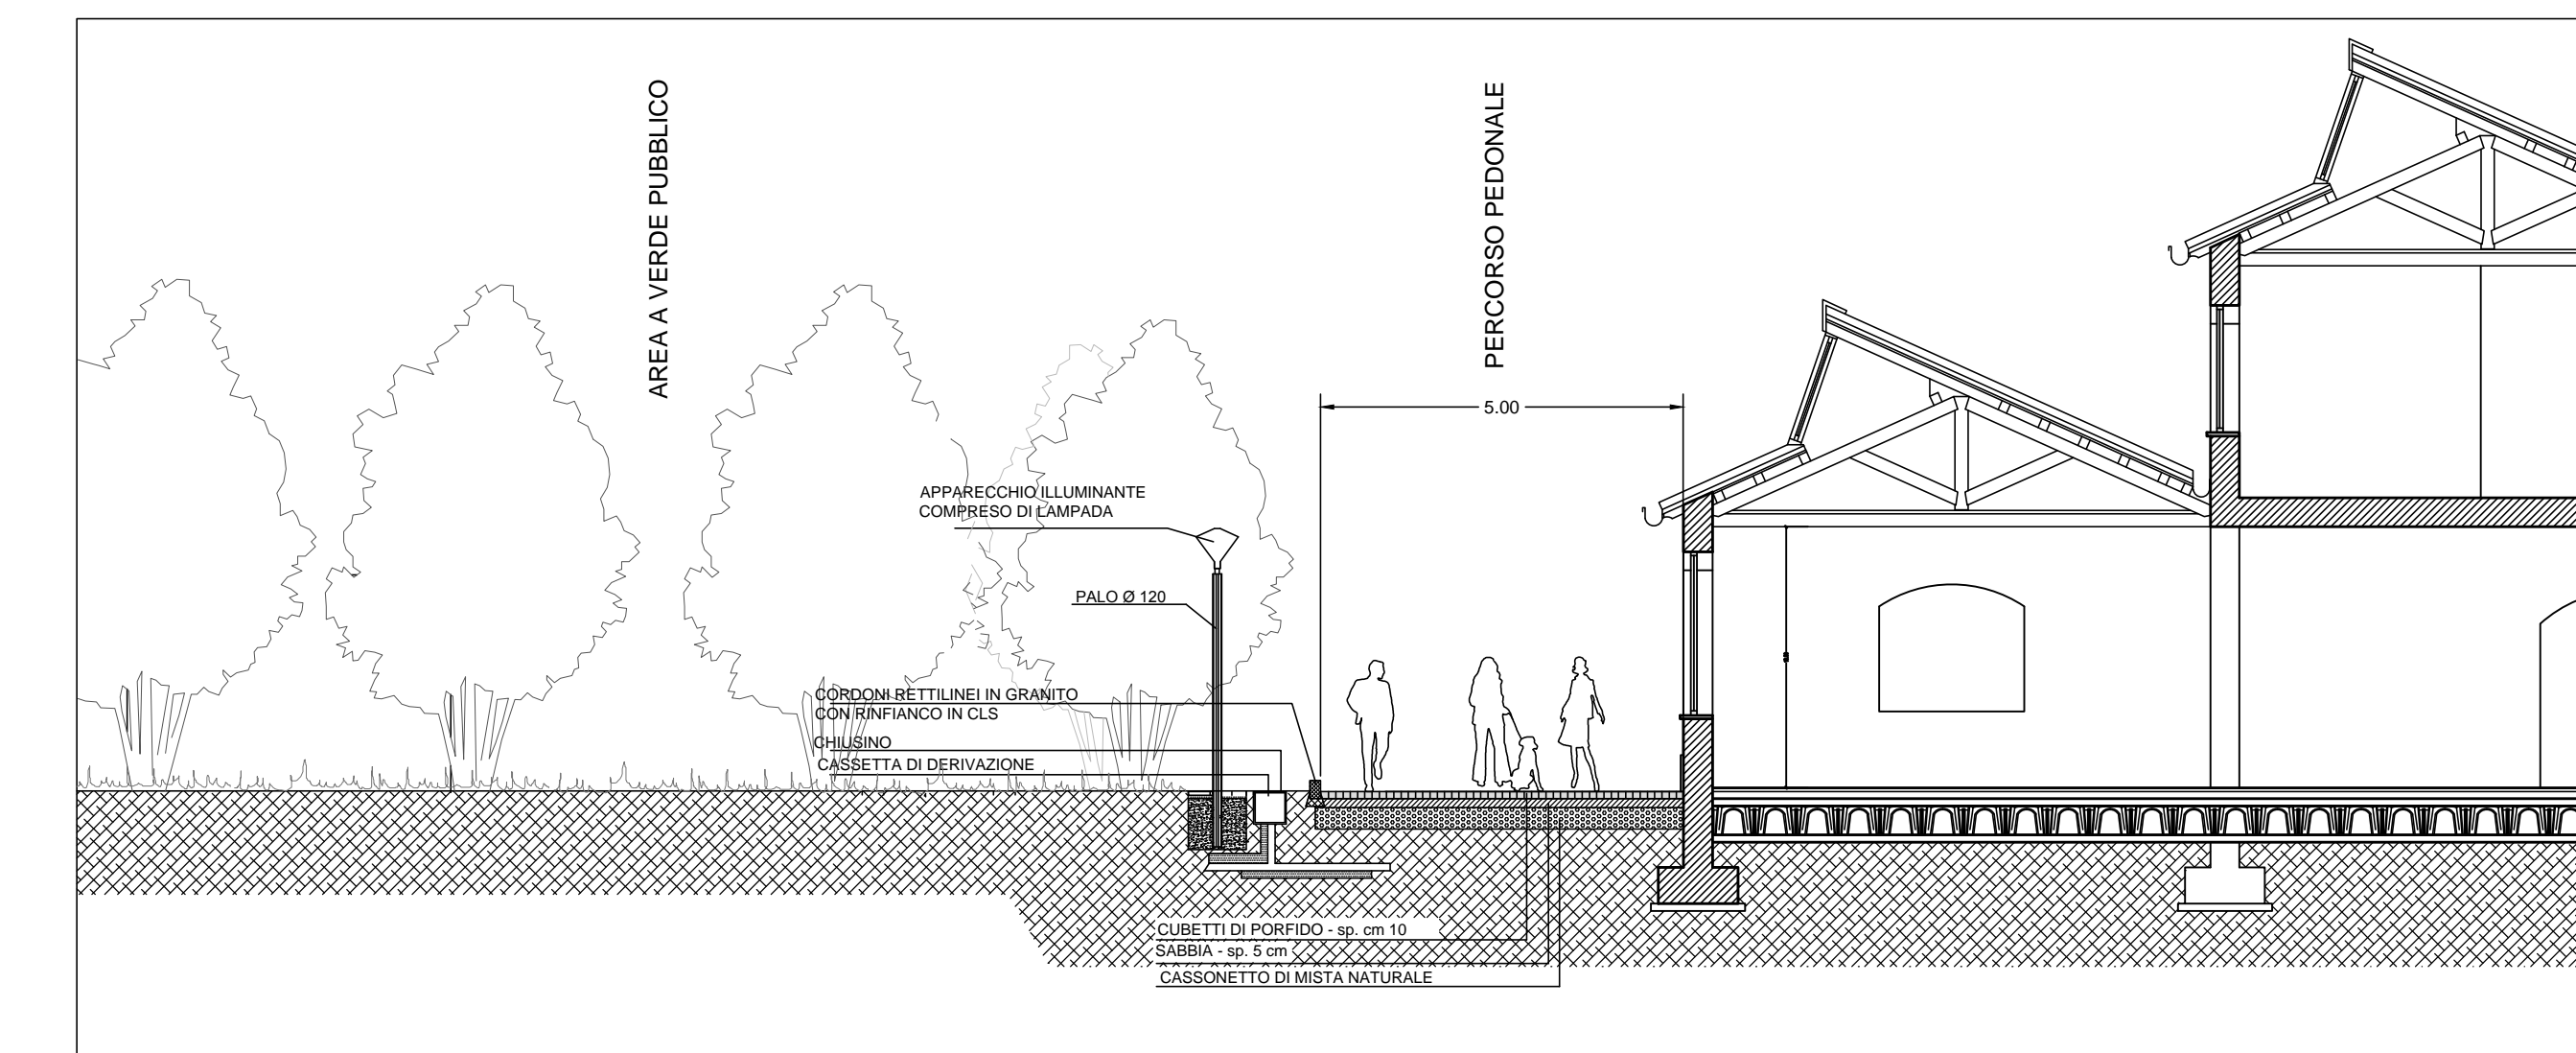 AREA A VERDE PUBBLICO
PERCORSO PEDONALE
5.00
APPARECCHIO ILLUMINANTE
COMPRESO DI LAMPADA
PALO Ø 120
CORDONI RETTILINEI IN GRANITO
CON RINFIANCO IN CLS
CHIUSINO
CASSETTA DI DERIVAZIONE
CUBETTI DI PORFIDO - sp. cm 10
SABBIA - sp. 5 cm
CASSONETTO DI MISTA NATURALE